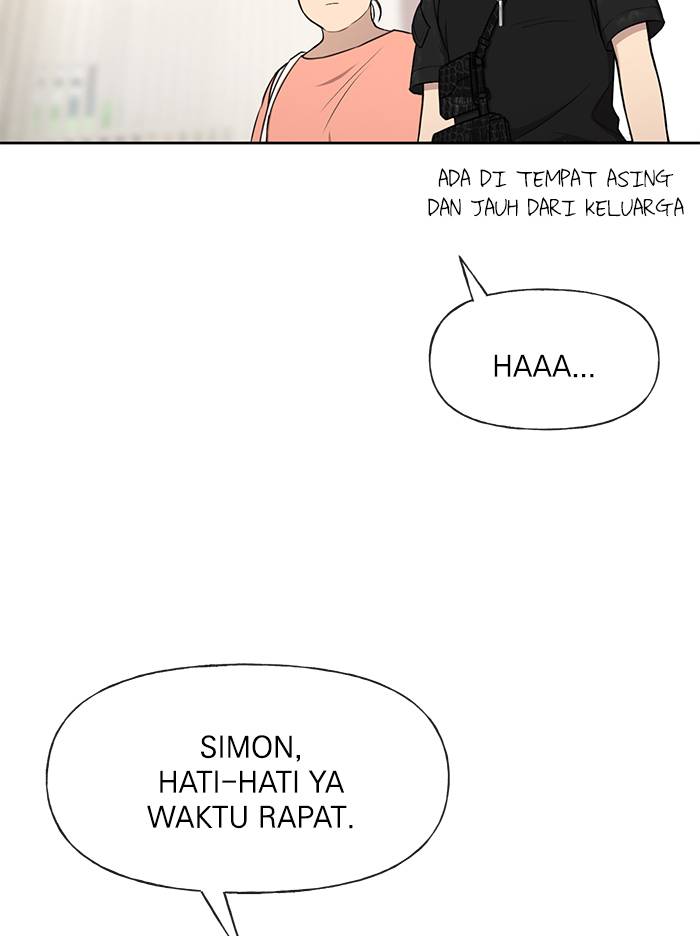 ADA DI TEMPAT ASING
DAN JAUH DARI KELUARGA
HAAA...
SIMON,
HATI-HATI YA
WAKTU RAPAT.